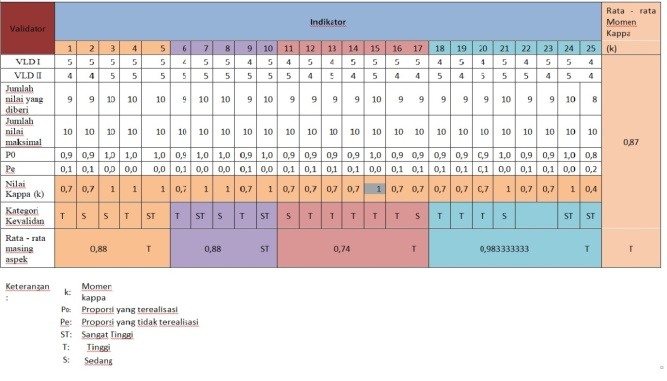 Validator Indikator Rata - rata Momen Kappa (k)
1 2 3 4 5 6 7 8 9 10 11 12 13 14 15 16 17 18 19 20 21 22 23 24 25
VLD I 5 5 5 5 5 4 5 5 4 5 4 5 4 5 5 5 5 4 5 4 5 4 5 5 4
VLD II 4 4 5 5 5 5 5 5 5 5 5 4 5 4 5 4 4 5 4 5 5 5 4 5 4
Jumlah
nilai yang 9 9 10 10 10 9 10 10 9 10 9 9 9 9 10 9 9 9 9 9 10 9 9 10 8
diberi
Jumlah
nilai 10 10 10 10 10 10 10 10 10 10 10 10 10 10 10 10 10 10 10 10 10 10 10 10 10
maksimal
0,87
P0 0,9 0,9 1,0 1,0 1,0 0,9 1,0 1,0 0,9 1,0 0,9 0,9 0,9 0,9 1,0 0,9 0,9 0,9 0,9 0,9 1,0 0,9 0,9 1,0 0,8
Pe 0,1 0,1 0,0 0,0 0,0 0,1 0,0 0,0 0,1 0,0 0,1 0,1 0,1 0,1 0,0 0,1 0,1 0,1 0,1 0,1 0,0 0,1 0,1 0,0 0,2
Nilai
Kappa (k) 0,7 0,7 1 1 1 0,7 1 1 0,7 1 0,7 0,7 0,7 0,7 1 0,7 0,7 0,7 0,7 0,7 1 0,7 0,7 1 0,4
Kategori
Kevalidan T S S T ST T ST S T ST S T T T T T S T T T S ST ST
Rata - rata
masing 0,88 T 0,88 ST 0,74 T 0,983333333 T T
aspek
Keterangan : k: Momen kappa
P0: Proporsi yang terealisasi
Pe: Proporsi yang tidak terealisasi
ST: Sangat Tinggi
T: Tinggi
S: Sedang